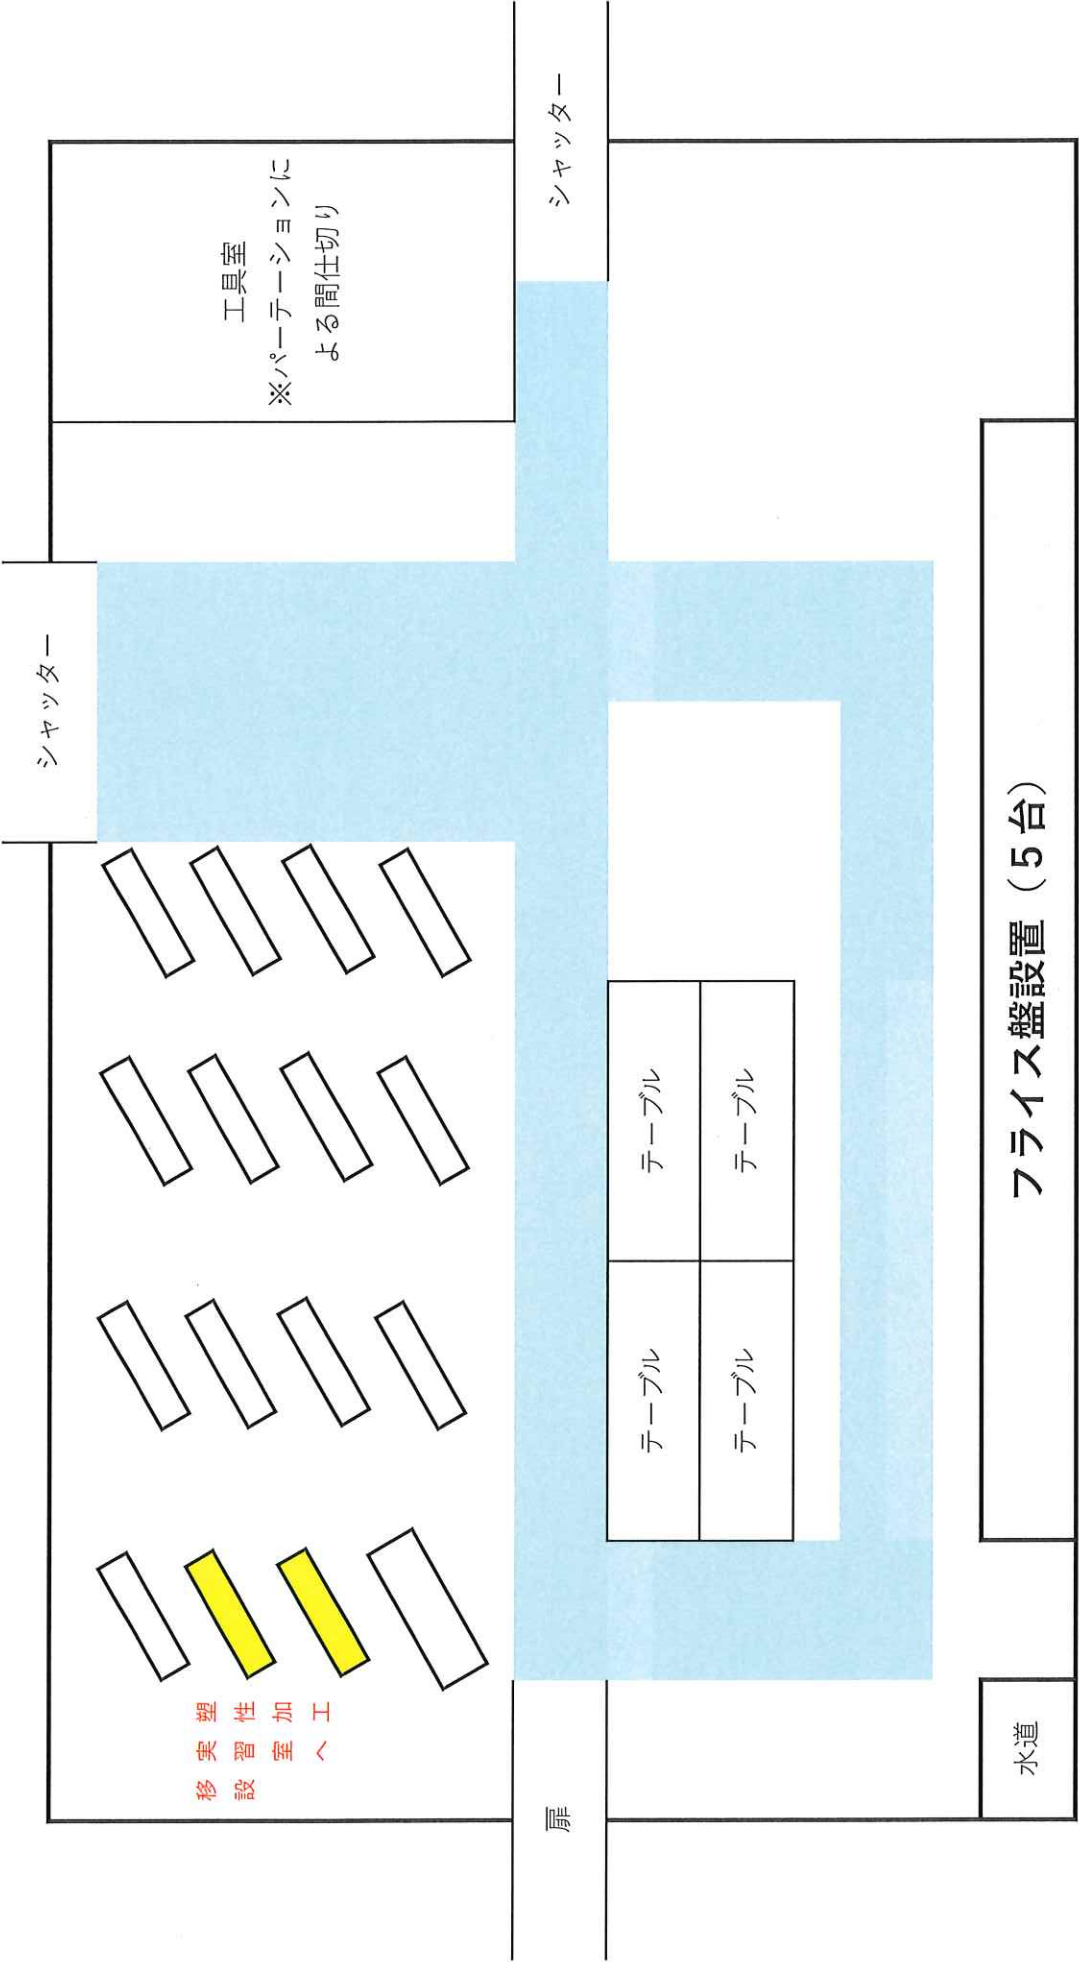 シャッター
塑性加工
実習室へ
移設
工具室
※パーテーションに
よる間仕切り
扉
シャッター
テーブル
テーブル
テーブル
テーブル
水道
フライス盤設置（５台）